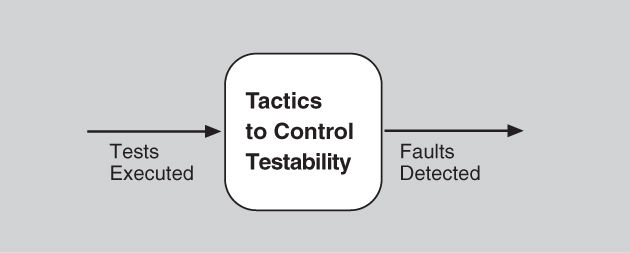 Tactics
to Control
Testability
Tests
Executed
Faults
Detected